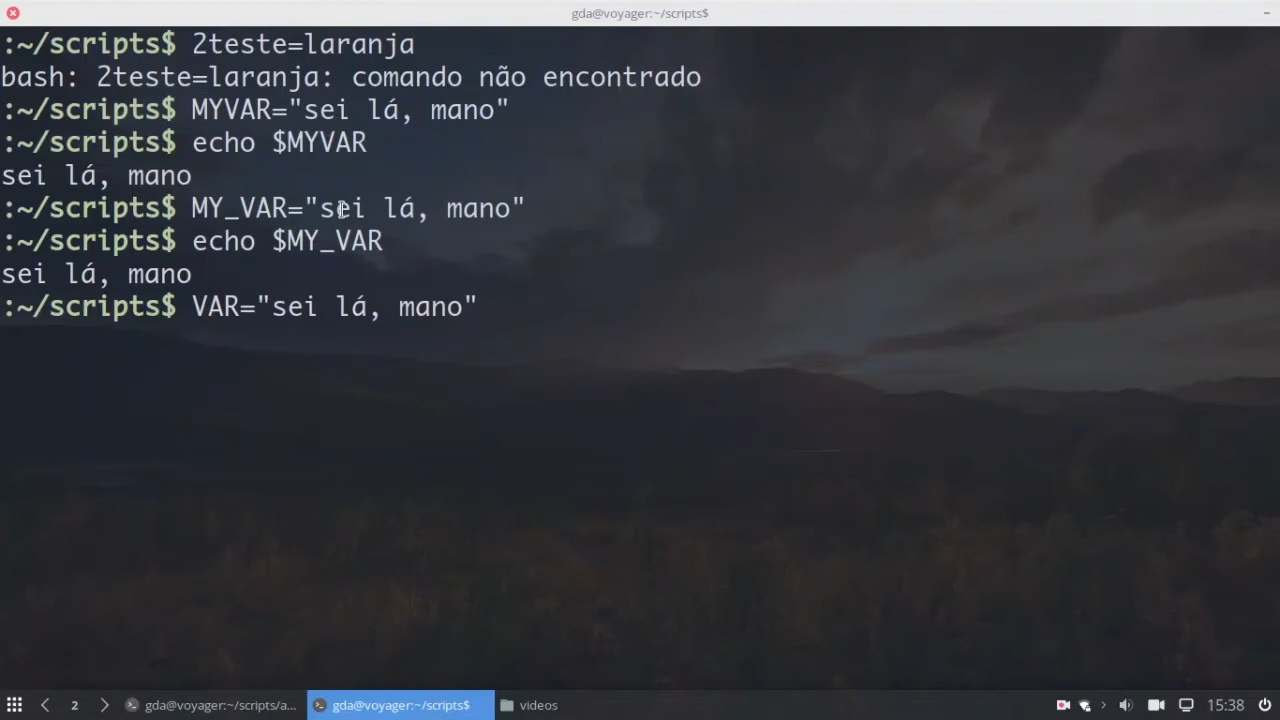 gda@voyager:~/scripts$
:~/scripts$ 2teste=laranja
bash: 2teste=laranja: comando não encontrado
:~/scripts$ MYVAR="sei lá, mano"
:~/scripts$ echo $MYVAR
sei lá, mano
:~/scripts$ MY_VAR="sei lá, mano"
:~/scripts$ echo $MY_VAR
sei lá, mano
:~/scripts$ VAR="sei lá, mano"
2 gda@voyager:~/scripts/a... gda@voyager:~/scripts$ videos 15:38